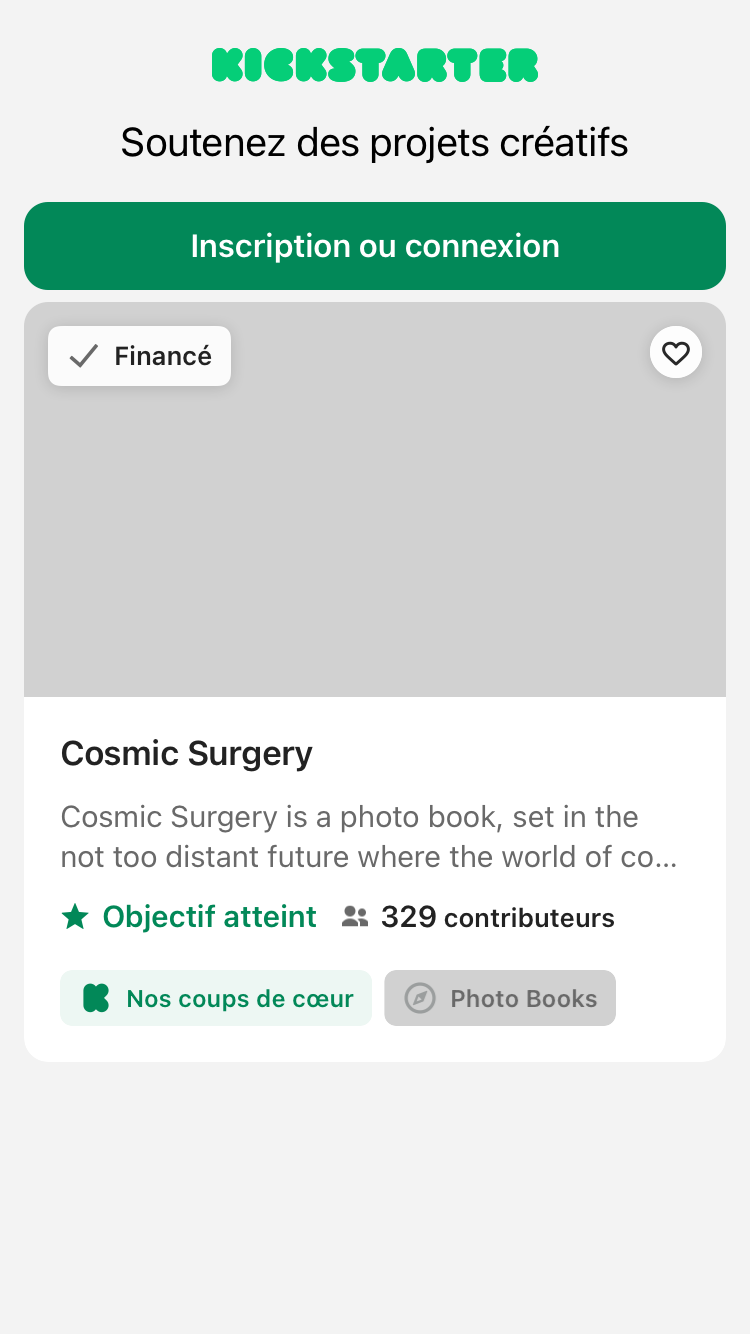 KICKSTARTER
Soutenez des projets créatifs
Inscription ou connexion
Financé
Cosmic Surgery
Cosmic Surgery is a photo book, set in the
not too distant future where the world of co...
Objectif atteint 329 contributeurs
Nos coups de cœur Photo Books